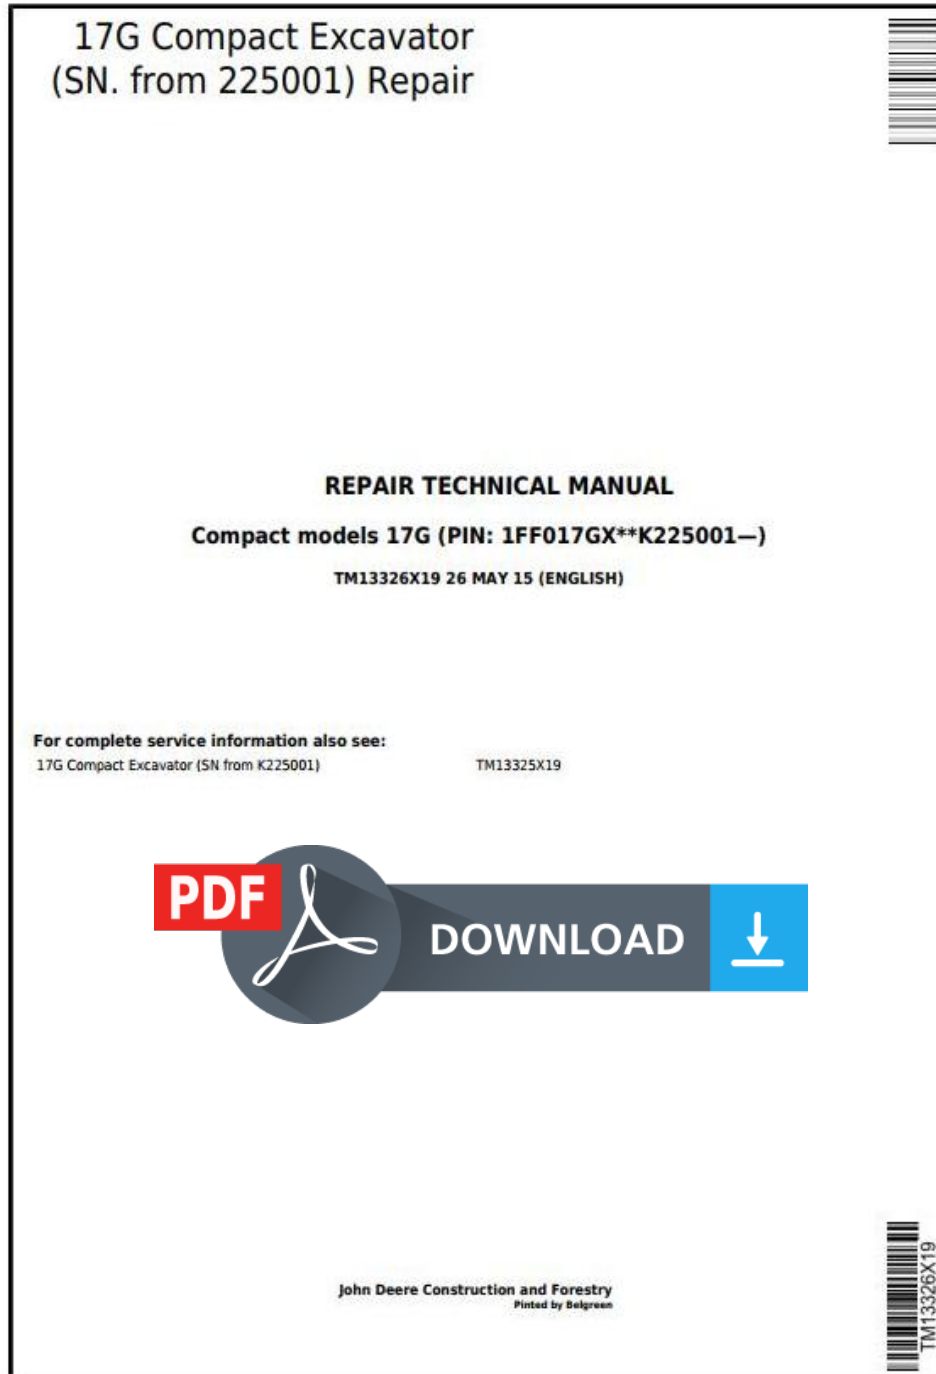 17G Compact Excavator
(SN. from 225001) Repair
REPAIR TECHNICAL MANUAL
Compact models 17G (PIN: 1FF017GX**K225001—)
TM13326X19 26 MAY 15 (ENGLISH)
For complete service information also see:
17G Compact Excavator (SN from K225001) TM13325X19
PDF
DOWNLOAD
John Deere Construction and Forestry
Pinted by Belgreen
TM13326X19